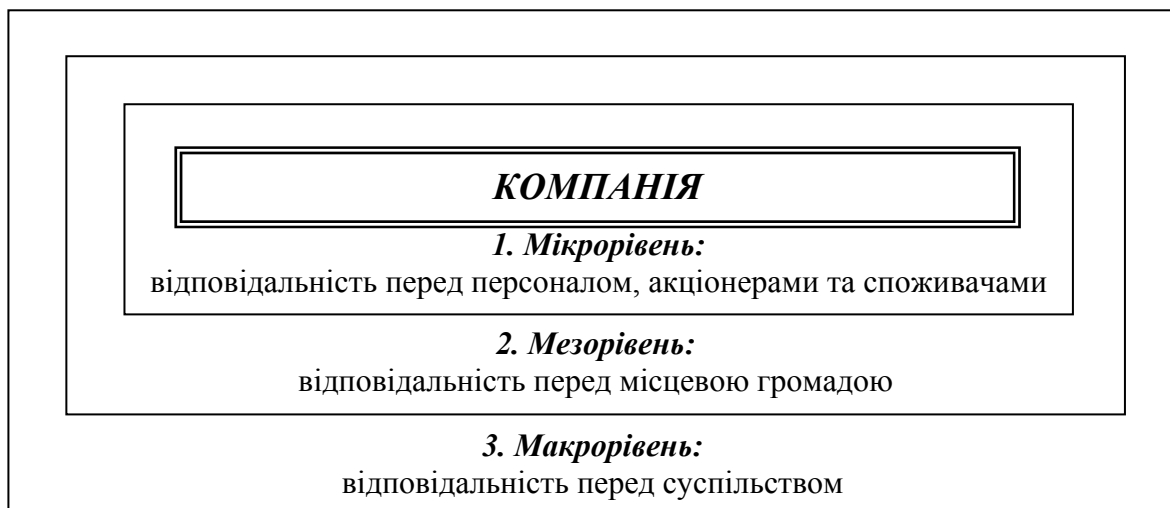 КОМПАНІЯ
1. Мікрорівень:
відповідальність перед персоналом, акціонерами та споживачами
2. Мезорівень:
відповідальність перед місцевою громадою
3. Макрорівень:
відповідальність перед суспільством